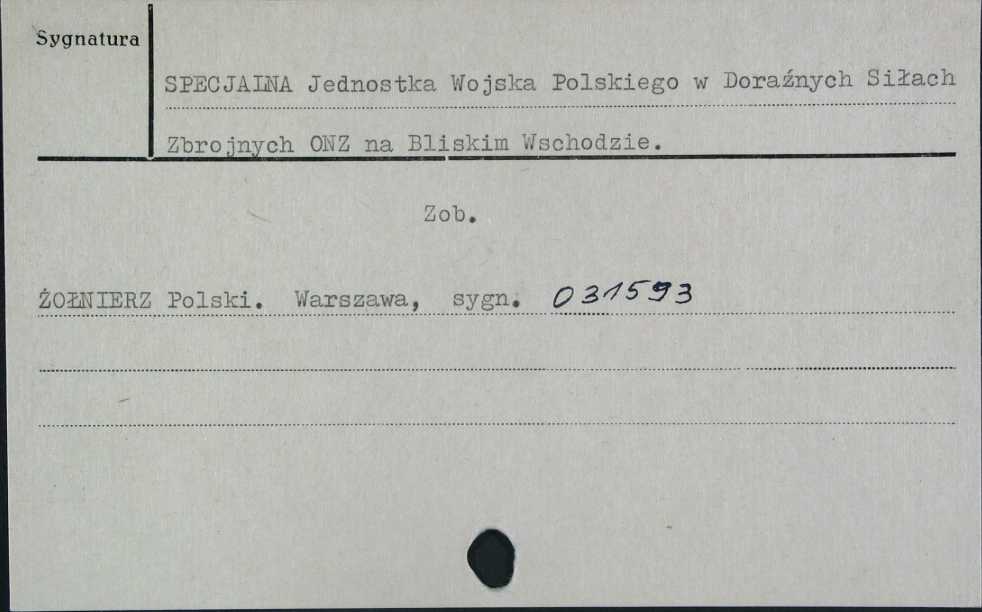 Sygnatura
SPECJALNA Jednostka Wojska Polskiego w Doraźnych Siłach
Zbrojnych ONZ na Bliskim Wschodzie.
Zob.
ŻOŁNIERZ Polski. Warszawa, sygn. 031593